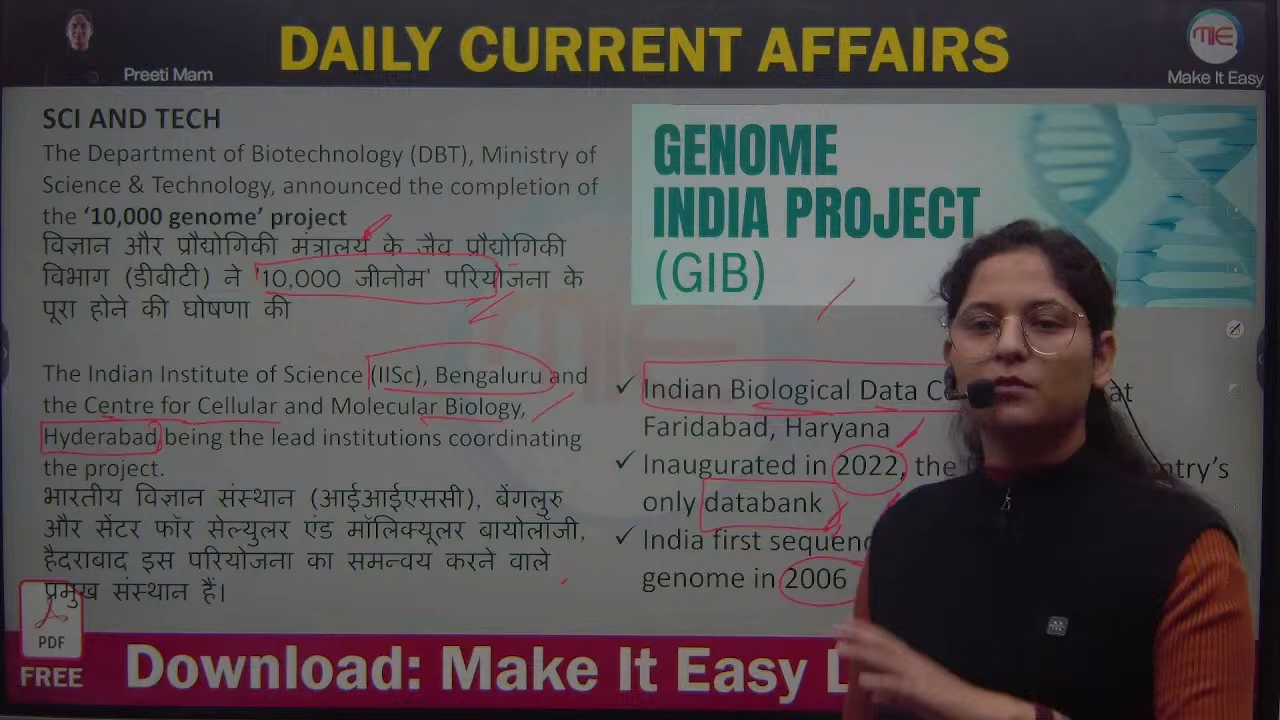 DAILY CURRENT AFFAIRS
Preeti Mam
MIE
Make It Easy
SCI AND TECH
The Department of Biotechnology (DBT), Ministry of
Science & Technology, announced the completion of
the ‘10,000 genome’ project
विज्ञान और प्रौद्योगिकी मंत्रालय के जैव प्रौद्योगिकी
विभाग (डीबीटी) ने '10,000 जीनोम' परियोजना के
पूरा होने की घोषणा की
The Indian Institute of Science (IISc), Bengaluru and
the Centre for Cellular and Molecular Biology,
Hyderabad being the lead institutions coordinating
the project.
भारतीय विज्ञान संस्थान (आईआईएससी), बेंगलुरु
और सेंटर फॉर सेल्युलर एंड मॉलिक्यूलर बायोलॉजी,
हैदराबाद इस परियोजना का समन्वय करने वाले
प्रमुख संस्थान हैं।
GENOME
INDIA PROJECT
(GIB)
✓ Indian Biological Data at
Faridabad, Haryana
✓ Inaugurated in 2022, the
only databank
✓ India first
genome in 2006
PDF
FREE
Download: Make It Easy